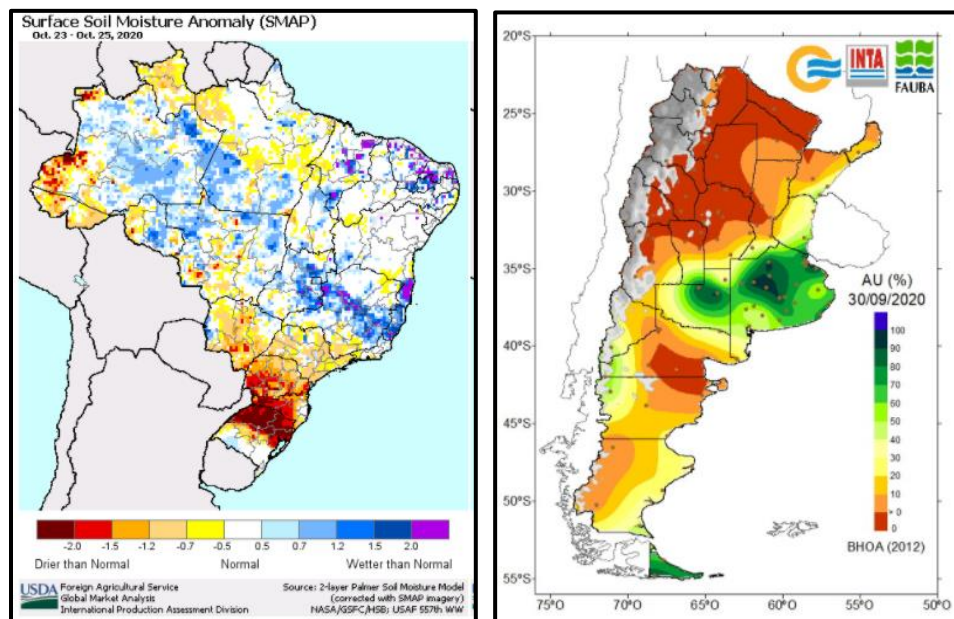 Surface Soil Moisture Anomaly (SMAP)
Oct. 23 - Oct. 25, 2020
-2.0 -1.5 -1.2 -0.7 -0.5 0.5 0.7 1.2 1.5 2.0
Drier than Normal Normal Wetter than Normal
USDA Foreign Agricultural Service
Global Market Analysis
International Production Assessment Division
Source: 2-layer Palmer Soil Moisture Model
(corrected with SMAP imagery)
NASA/GSFC/HSB; USAF 557th WW
INTA
FAUBA
20°S
25°S
30°S
35°S
40°S
45°S
50°S
55°S
AU (%)
30/09/2020
100
90
80
70
60
50
40
30
20
10
0
BHOA (2012)
75°O 70°O 65°O 60°O 55°O 50°O